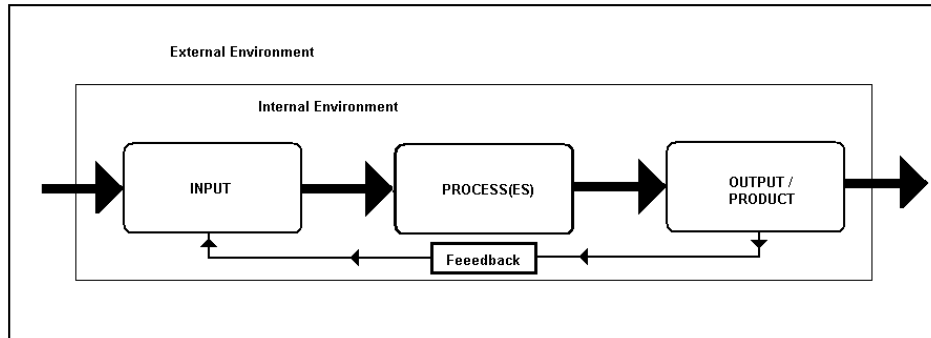 External Environment
Internal Environment
INPUT
PROCESS(ES)
OUTPUT /
PRODUCT
Feeedback